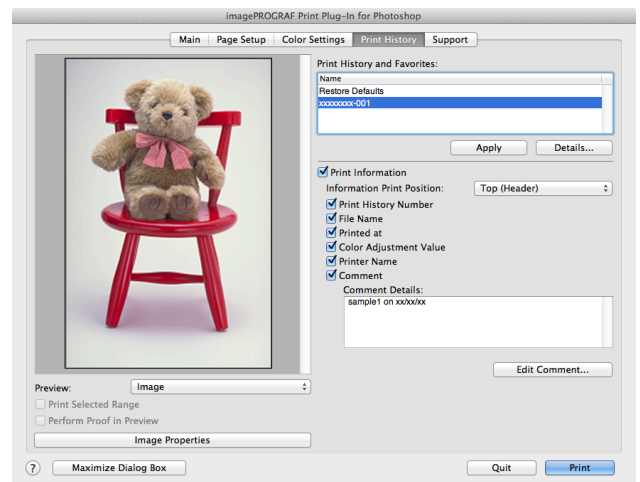 imagePROGRAF Print Plug-In for Photoshop
Main Page Setup Color Settings Print History Support
Print History and Favorites:
Name
Restore Defaults
xxxxxxxx-001
Apply Details...
Print Information
Information Print Position: Top (Header)
Print History Number
File Name
Printed at
Color Adjustment Value
Printer Name
Comment
Comment Details:
sample1 on xx/xx/xx
Edit Comment...
Preview: Image
Print Selected Range
Perform Proof in Preview
Image Properties
? Maximize Dialog Box Quit Print